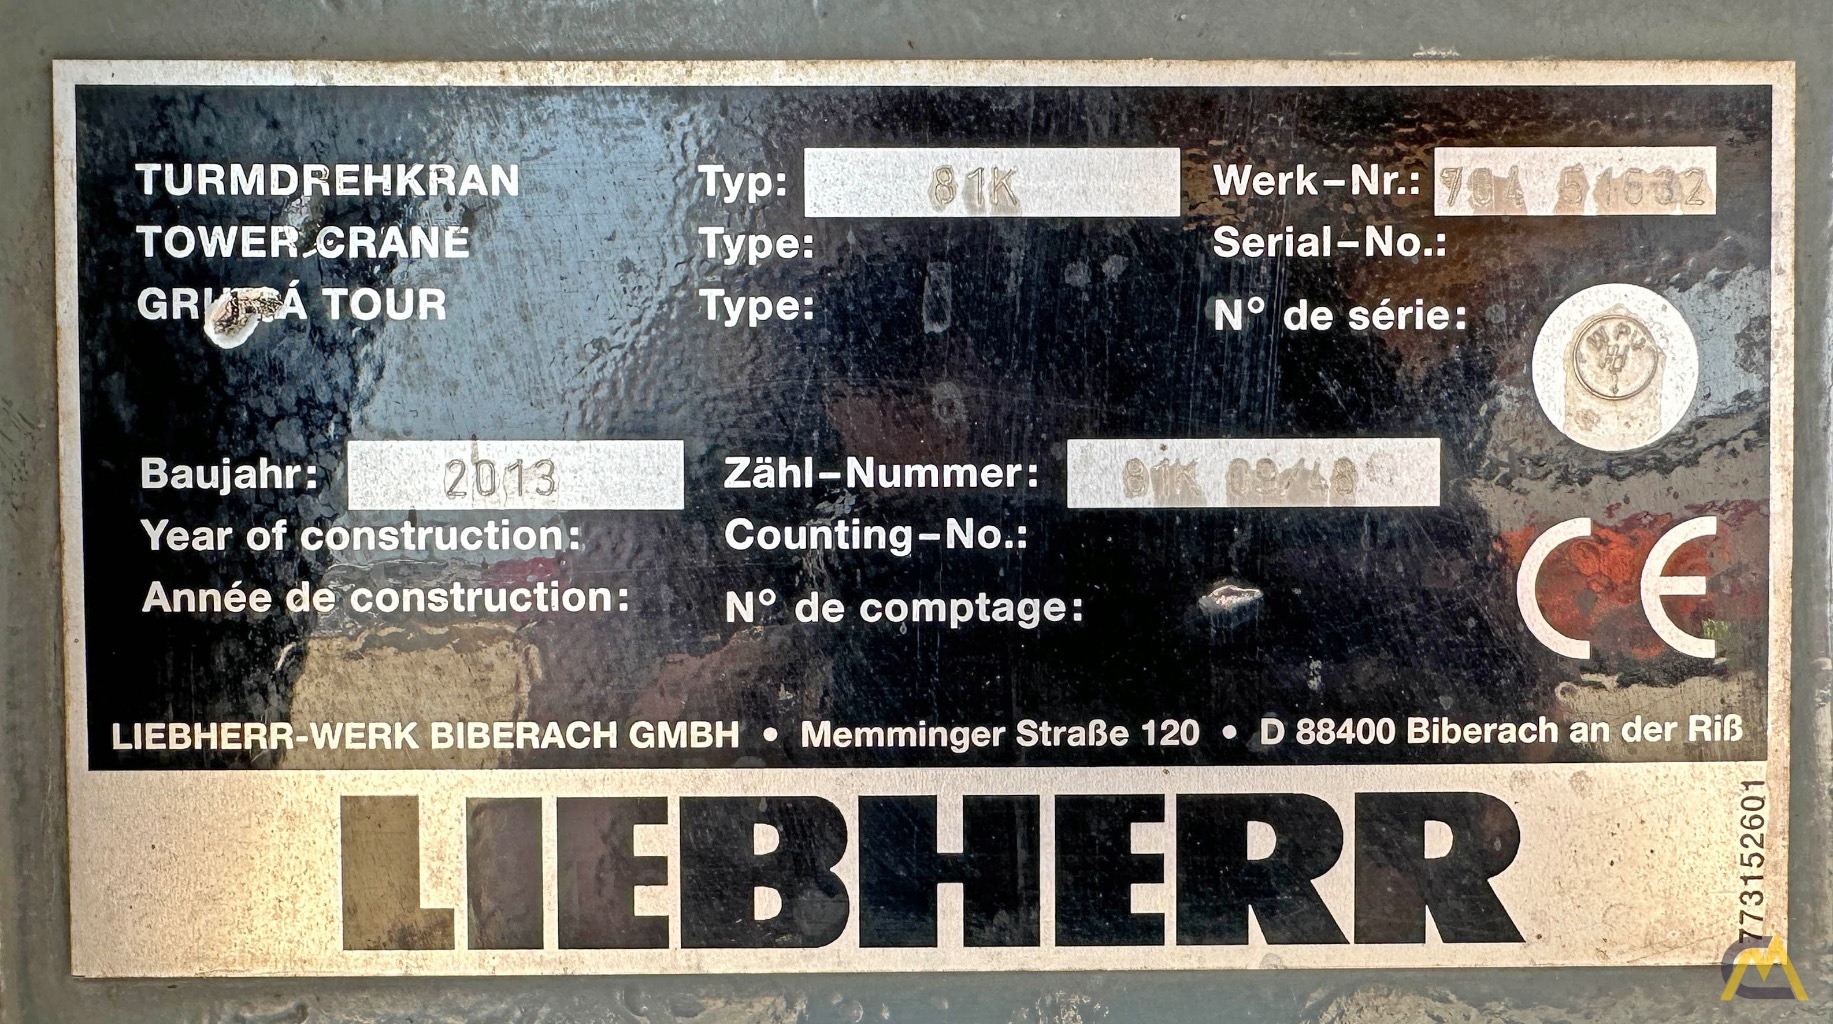 TURMDREHKRAN Typ: 81K Werk-Nr.:
TOWER CRANE Type: Serial-No.:
Á TOUR Type: N° de série:
Baujahr: 2013 Zähl-Nummer: 81K
Year of construction: Counting-No.:
Année de construction: N° de comptage:
CE
LIEBHERR-WERK BIBERACH GMBH • Memminger Straße 120 • D 88400 Biberach an der Riß
LIEBHERR
773152601